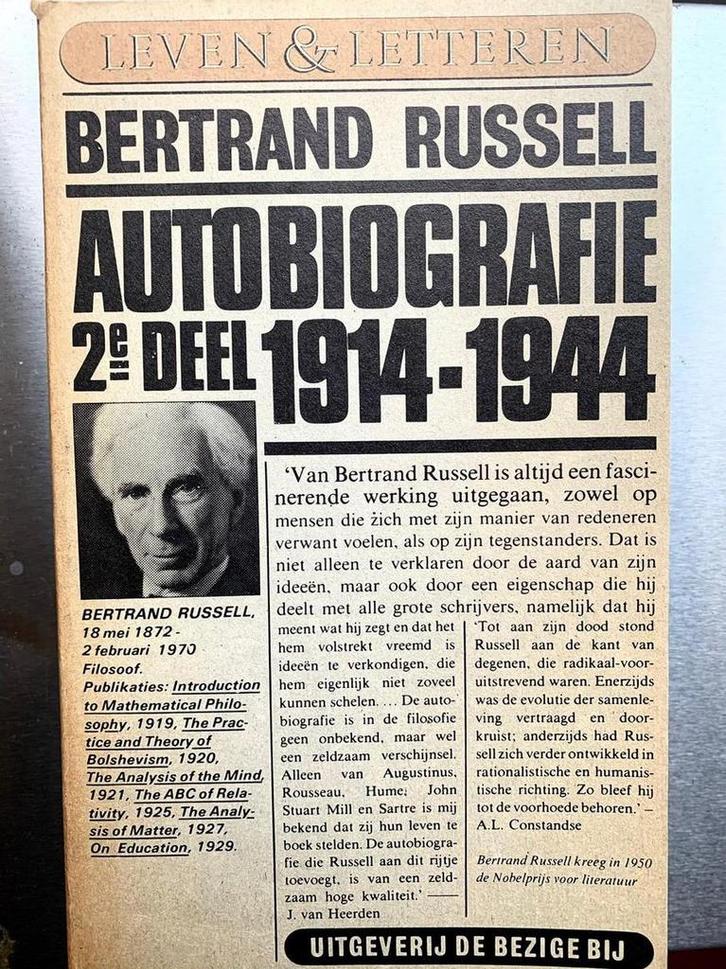 LEVEN & LETTEREN
BERTRAND RUSSELL
AUTOBIOGRAFIE
2e DEEL 1914-1944
BERTRAND RUSSELL,
18 mei 1872 -
2 februari 1970
Filosoof.
Publikaties: Introduction
to Mathematical Philo-
sophy, 1919, The Prac-
tice and Theory of
Bolshevism, 1920,
The Analysis of the Mind,
1921, The ABC of Rela-
tivity, 1925, The Analy-
sis of Matter, 1927,
On Education, 1929.
'Van Bertrand Russell is altijd een fasci-
nerende werking uitgegaan, zowel op
mensen die zich met zijn manier van redeneren
verwant voelen, als op zijn tegenstanders. Dat is
niet alleen te verklaren door de aard van zijn
ideeën, maar ook door een eigenschap die hij
deelt met alle grote schrijvers, namelijk dat hij
meent wat hij zegt en dat het
hem volstrekt vreemd is
ideeën te verkondigen, die
hem eigenlijk niet zoveel
kunnen schelen. ... De auto-
biografie is in de filosofie
geen onbekend, maar wel
een zeldzaam verschijnsel.
Alleen van Augustinus,
Rousseau, Hume, John
Stuart Mill en Sartre is mij
bekend dat zij hun leven te
boek stelden. De autobiogra-
fie die Russell aan dit rijtje
toevoegt, is van een zeld-
zaam hoge kwaliteit.' —
J. van Heerden
'Tot aan zijn dood stond
Russell aan de kant van
degenen, die radikaal-voor-
uitstrevend waren. Enerzijds
was de evolutie der samenle-
ving vertraagd en door-
kruist; anderzijds had Rus-
sell zich verder ontwikkeld in
rationalistische en humanis-
tische richting. Zo bleef hij
tot de voorhoede behoren.' —
A.L. Constandse
Bertrand Russell kreeg in 1950
de Nobelprijs voor literatuur
UITGEVERIJ DE BEZIGE BIJ